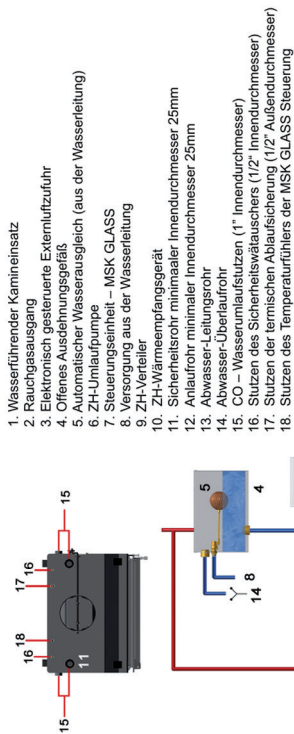 1. Wasserführender Kamineinsatz
2. Rauchgasausgang
3. Elektronisch gesteuerte Externluftzufuhr
4. Offenes Ausdehnungsgefäß
5. Automatischer Wasserausgleich (aus der Wasserleitung)
6. ZH-Umlaufpumpe
7. Steuerungseinheit – MSK GLASS
8. Versorgung aus der Wasserleitung
9. ZH-Verteiler
10. ZH-Wärmeempfangsgerät
11. Sicherheitsrohr minimaaler Innendurchmesser 25mm
12. Anlaufrohr minimaler Innendurchmesser 25mm
13. Abwasser-Leitungsrohr
14. Abwasser-Überlaufrohr
15. CO – Wasserumlaufstutzen (1" Innendurchmesser)
16. Stutzen des Sicherheitswätauschers (1/2" Innendurchmesser)
17. Stutzen der termischen Ablaufsicherung (1/2" Außendurchmesser)
18. Stutzen des Temperaturfühlers der MSK GLASS Steuerung
15
16
18
17
16
15
11
14
8
5
4